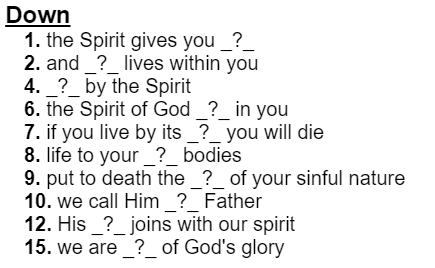 Down
1. the Spirit gives you _?_
2. and _?_ lives within you
4. _?_ by the Spirit
6. the Spirit of God _?_ in you
7. if you live by its _?_ you will die
8. life to your _?_ bodies
9. put to death the _?_ of your sinful nature
10. we call Him _?_ Father
12. His _?_ joins with our spirit
15. we are _?_ of God's glory